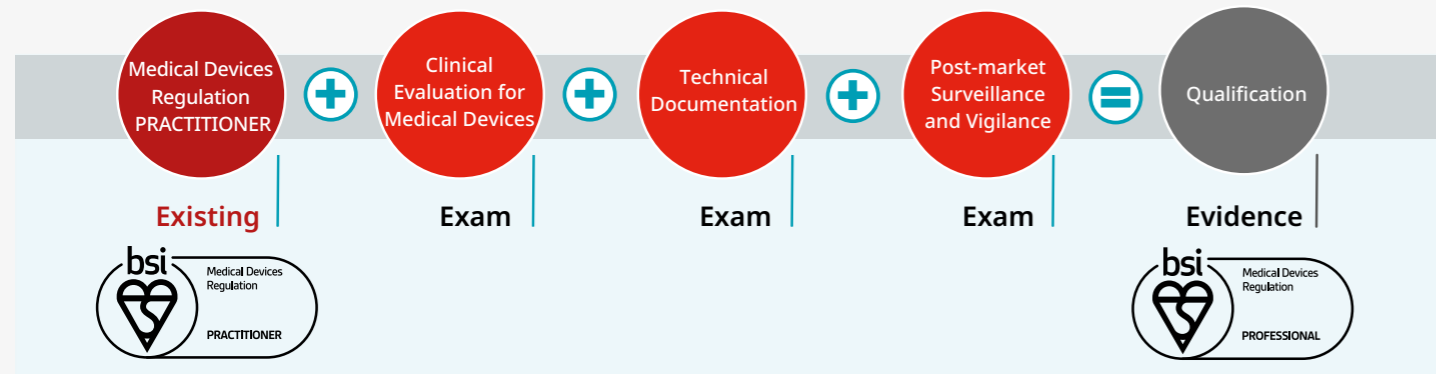 Medical Devices
Regulation
PRACTITIONER
Clinical
Evaluation for
Medical Devices
Technical
Documentation
Post-market
Surveillance
and Vigilance
Qualification
Existing
Exam
Exam
Exam
Evidence
bsi
Medical Devices
Regulation
PRACTITIONER
bsi
Medical Devices
Regulation
PROFESSIONAL